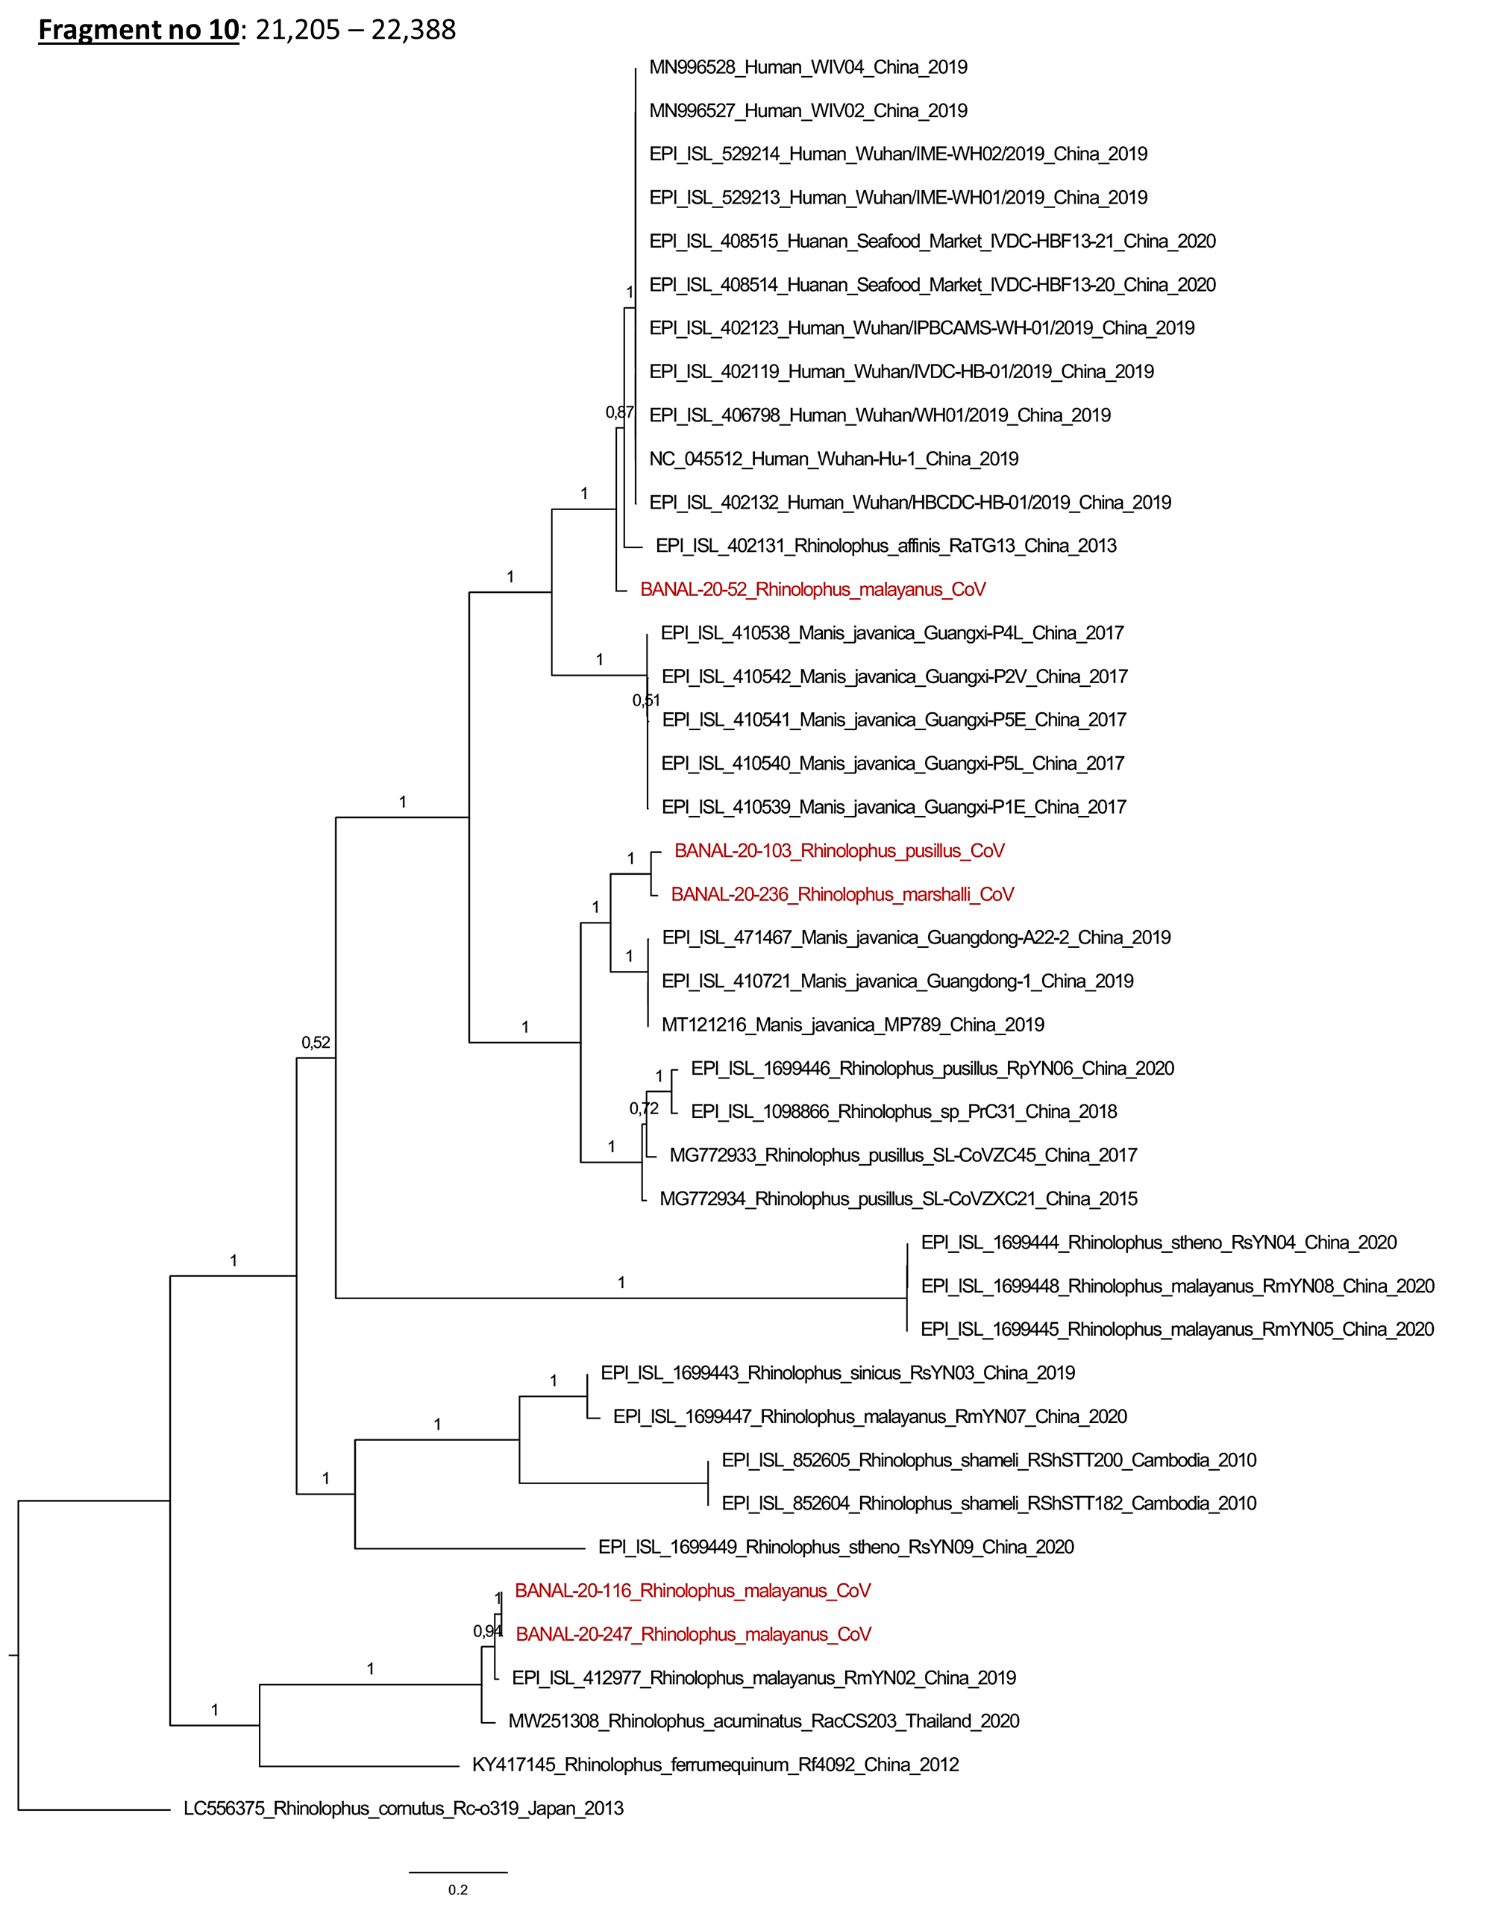 Fragment no 10: 21,205 – 22,388
MN996528_Human_WIV04_China_2019
MN996527_Human_WIV02_China_2019
EPI_ISL_529214_Human_Wuhan/IME-WH02/2019_China_2019
EPI_ISL_529213_Human_Wuhan/IME-WH01/2019_China_2019
EPI_ISL_408515_Huanan_Seafood_Market_IVDC-HBF13-21_China_2020
EPI_ISL_408514_Huanan_Seafood_Market_IVDC-HBF13-20_China_2020
1
EPI_ISL_402123_Human_Wuhan/IPBCAMS-WH-01/2019_China_2019
EPI_ISL_402119_Human_Wuhan/IVDC-HB-01/2019_China_2019
0,87
EPI_ISL_406798_Human_Wuhan/WH01/2019_China_2019
NC_045512_Human_Wuhan-Hu-1_China_2019
1
EPI_ISL_402132_Human_Wuhan/HBCDC-HB-01/2019_China_2019
EPI_ISL_402131_Rhinolophus_affinis_RaTG13_China_2013
1
BANAL-20-52_Rhinolophus_malayanus_CoV
EPI_ISL_410538_Manis_javanica_Guangxi-P4L_China_2017
1
EPI_ISL_410542_Manis_javanica_Guangxi-P2V_China_2017
0,51
EPI_ISL_410541_Manis_javanica_Guangxi-P5E_China_2017
EPI_ISL_410540_Manis_javanica_Guangxi-P5L_China_2017
1
EPI_ISL_410539_Manis_javanica_Guangxi-P1E_China_2017
BANAL-20-103_Rhinolophus_pusillus_CoV
1
BANAL-20-236_Rhinolophus_marshalli_CoV
1
EPI_ISL_471467_Manis_javanica_Guangdong-A22-2_China_2019
1
EPI_ISL_410721_Manis_javanica_Guangdong-1_China_2019
1
MT121216_Manis_javanica_MP789_China_2019
0,52
EPI_ISL_1699446_Rhinolophus_pusillus_RpYN06_China_2020
1
0,72
EPI_ISL_1098866_Rhinolophus_sp_PrC31_China_2018
1
MG772933_Rhinolophus_pusillus_SL-CoVZC45_China_2017
MG772934_Rhinolophus_pusillus_SL-CoVZXC21_China_2015
EPI_ISL_1699444_Rhinolophus_stheno_RsYN04_China_2020
1
1
EPI_ISL_1699448_Rhinolophus_malayanus_RmYN08_China_2020
EPI_ISL_1699445_Rhinolophus_malayanus_RmYN05_China_2020
EPI_ISL_1699443_Rhinolophus_sinicus_RsYN03_China_2019
1
EPI_ISL_1699447_Rhinolophus_malayanus_RmYN07_China_2020
1
EPI_ISL_852605_Rhinolophus_shameli_RShSTT200_Cambodia_2010
1
EPI_ISL_852604_Rhinolophus_shameli_RShSTT182_Cambodia_2010
EPI_ISL_1699449_Rhinolophus_stheno_RsYN09_China_2020
BANAL-20-116_Rhinolophus_malayanus_CoV
1
0,94
BANAL-20-247_Rhinolophus_malayanus_CoV
1
EPI_ISL_412977_Rhinolophus_malayanus_RmYN02_China_2019
1
MW251308_Rhinolophus_acuminatus_RacCS203_Thailand_2020
KY417145_Rhinolophus_ferrumequinum_Rf4092_China_2012
LC556375_Rhinolophus_cornutus_Rc-o319_Japan_2013
0.2